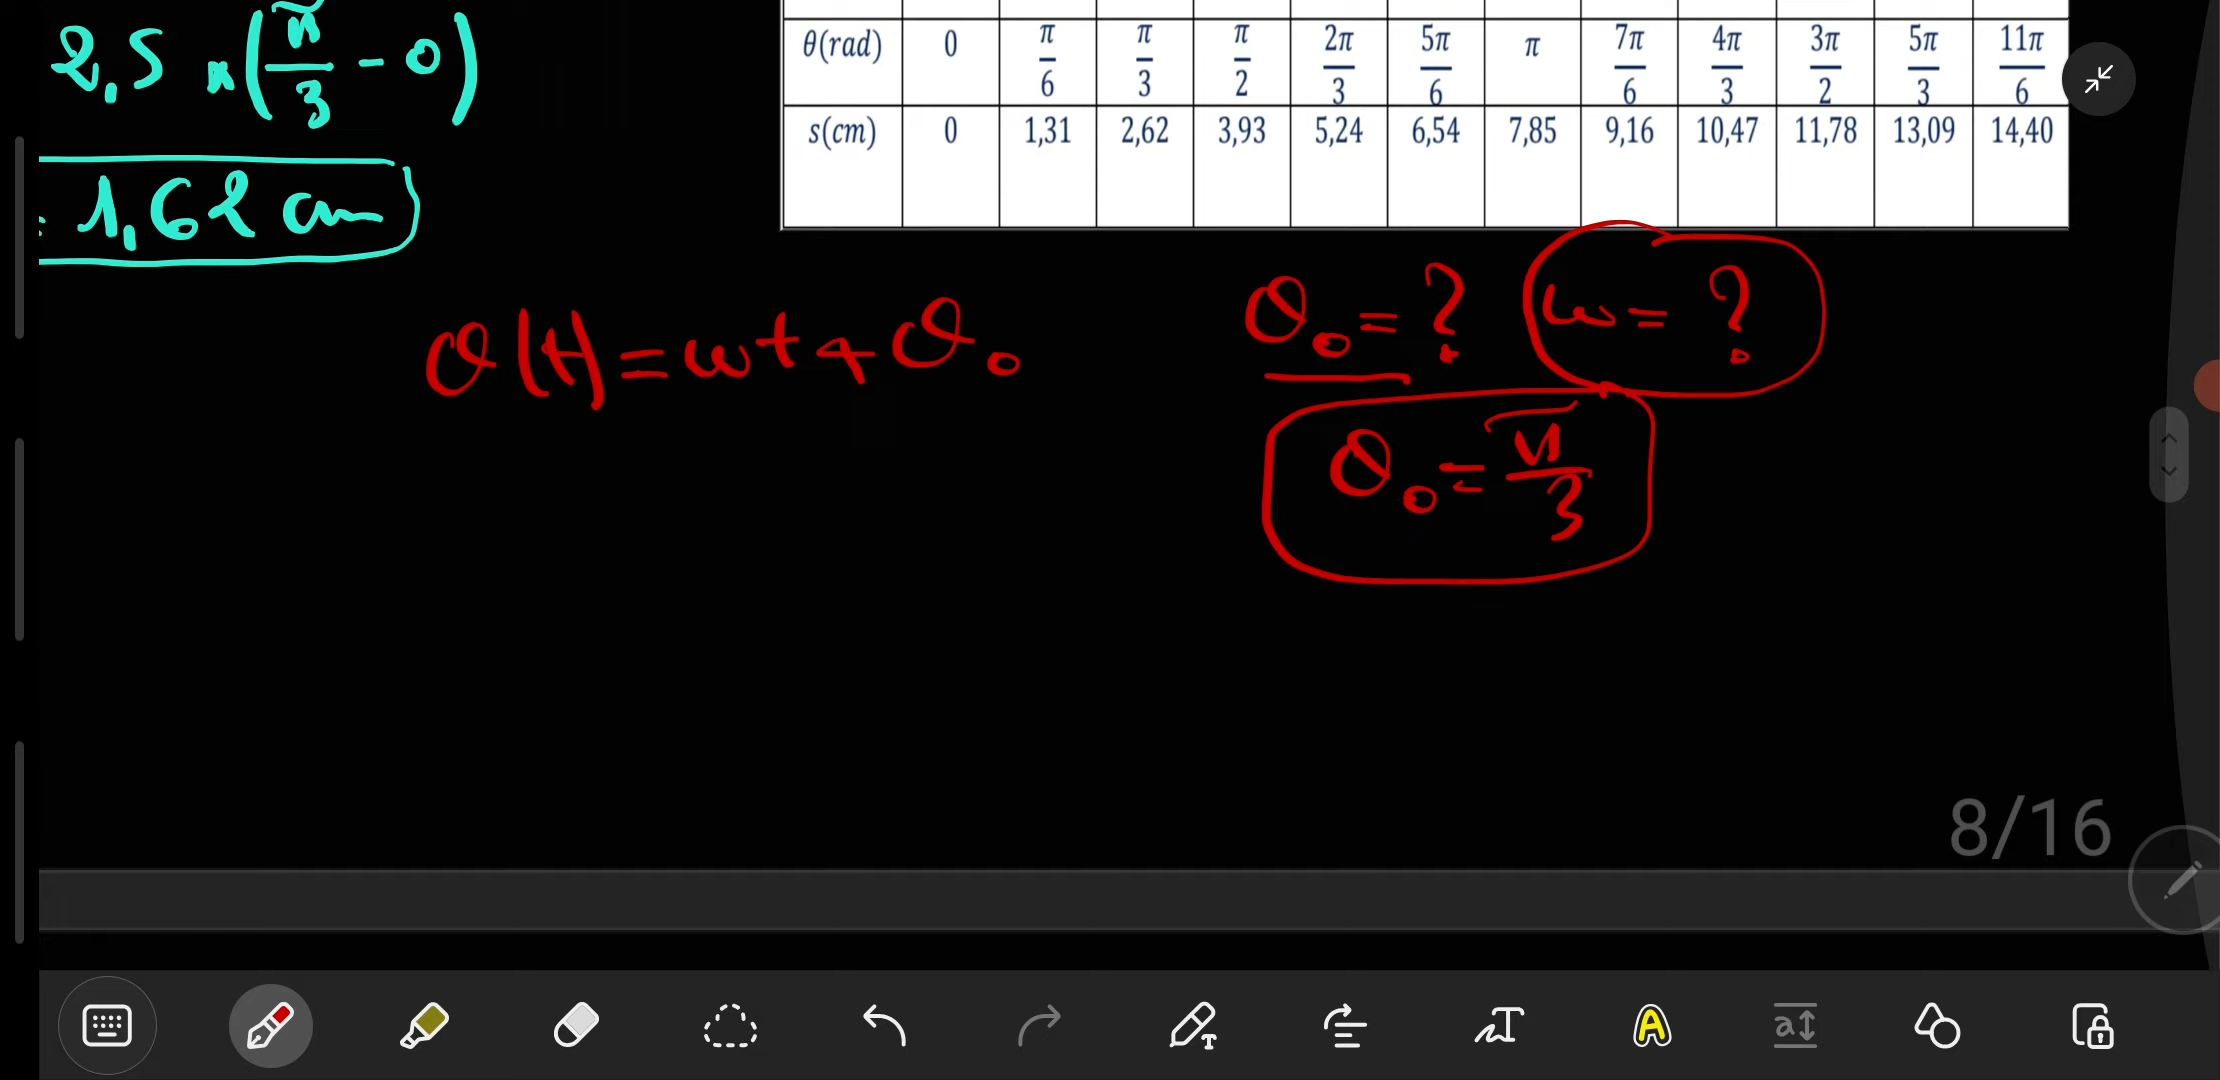 2,5 × (π/3 - 0)
= 1,62 cm
θ(rad) 0 π/6 π/3 π/2 2π/3 5π/6 π 7π/6 4π/3 3π/2 5π/3 11π/6
s(cm) 0 1,31 2,62 3,93 5,24 6,54 7,85 9,16 10,47 11,78 13,09 14,40
θ(t) = ωt + θ₀
θ₀ = ? ω = ?
θ₀ = π/3
8/16